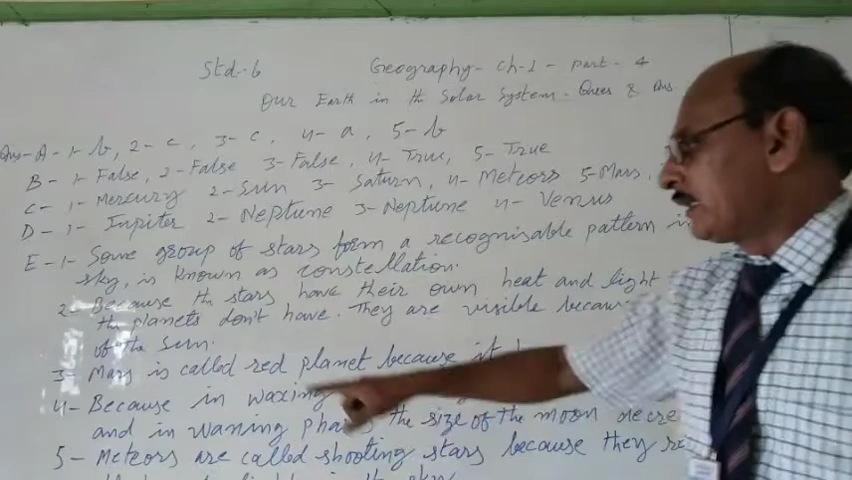 Std-6 Geography- Ch-1 - part - 4
Our Earth in th Solar System - Ques & Ans
Ans-A- 1- b, 2- c, 3- c, 4- a, 5- b
B- 1- False, 2- False 3- False, 4- True, 5- True
C- 1- Mercury 2- Sun 3- Saturn, 4- Meteors 5- Mars,
D- 1- Jupiter 2- Neptune 3- Neptune 4- Venus
E- 1- Some group of stars form a recognisable pattern in
sky, is known as constellation.
2- Because the stars have their own heat and light
the planets don't have. They are visible because
of the Sun.
3- Mars is called red planet because it
4- Because in waxing
and in waning the size of the moon
5- Meteors are called shooting stars because they
in the sky